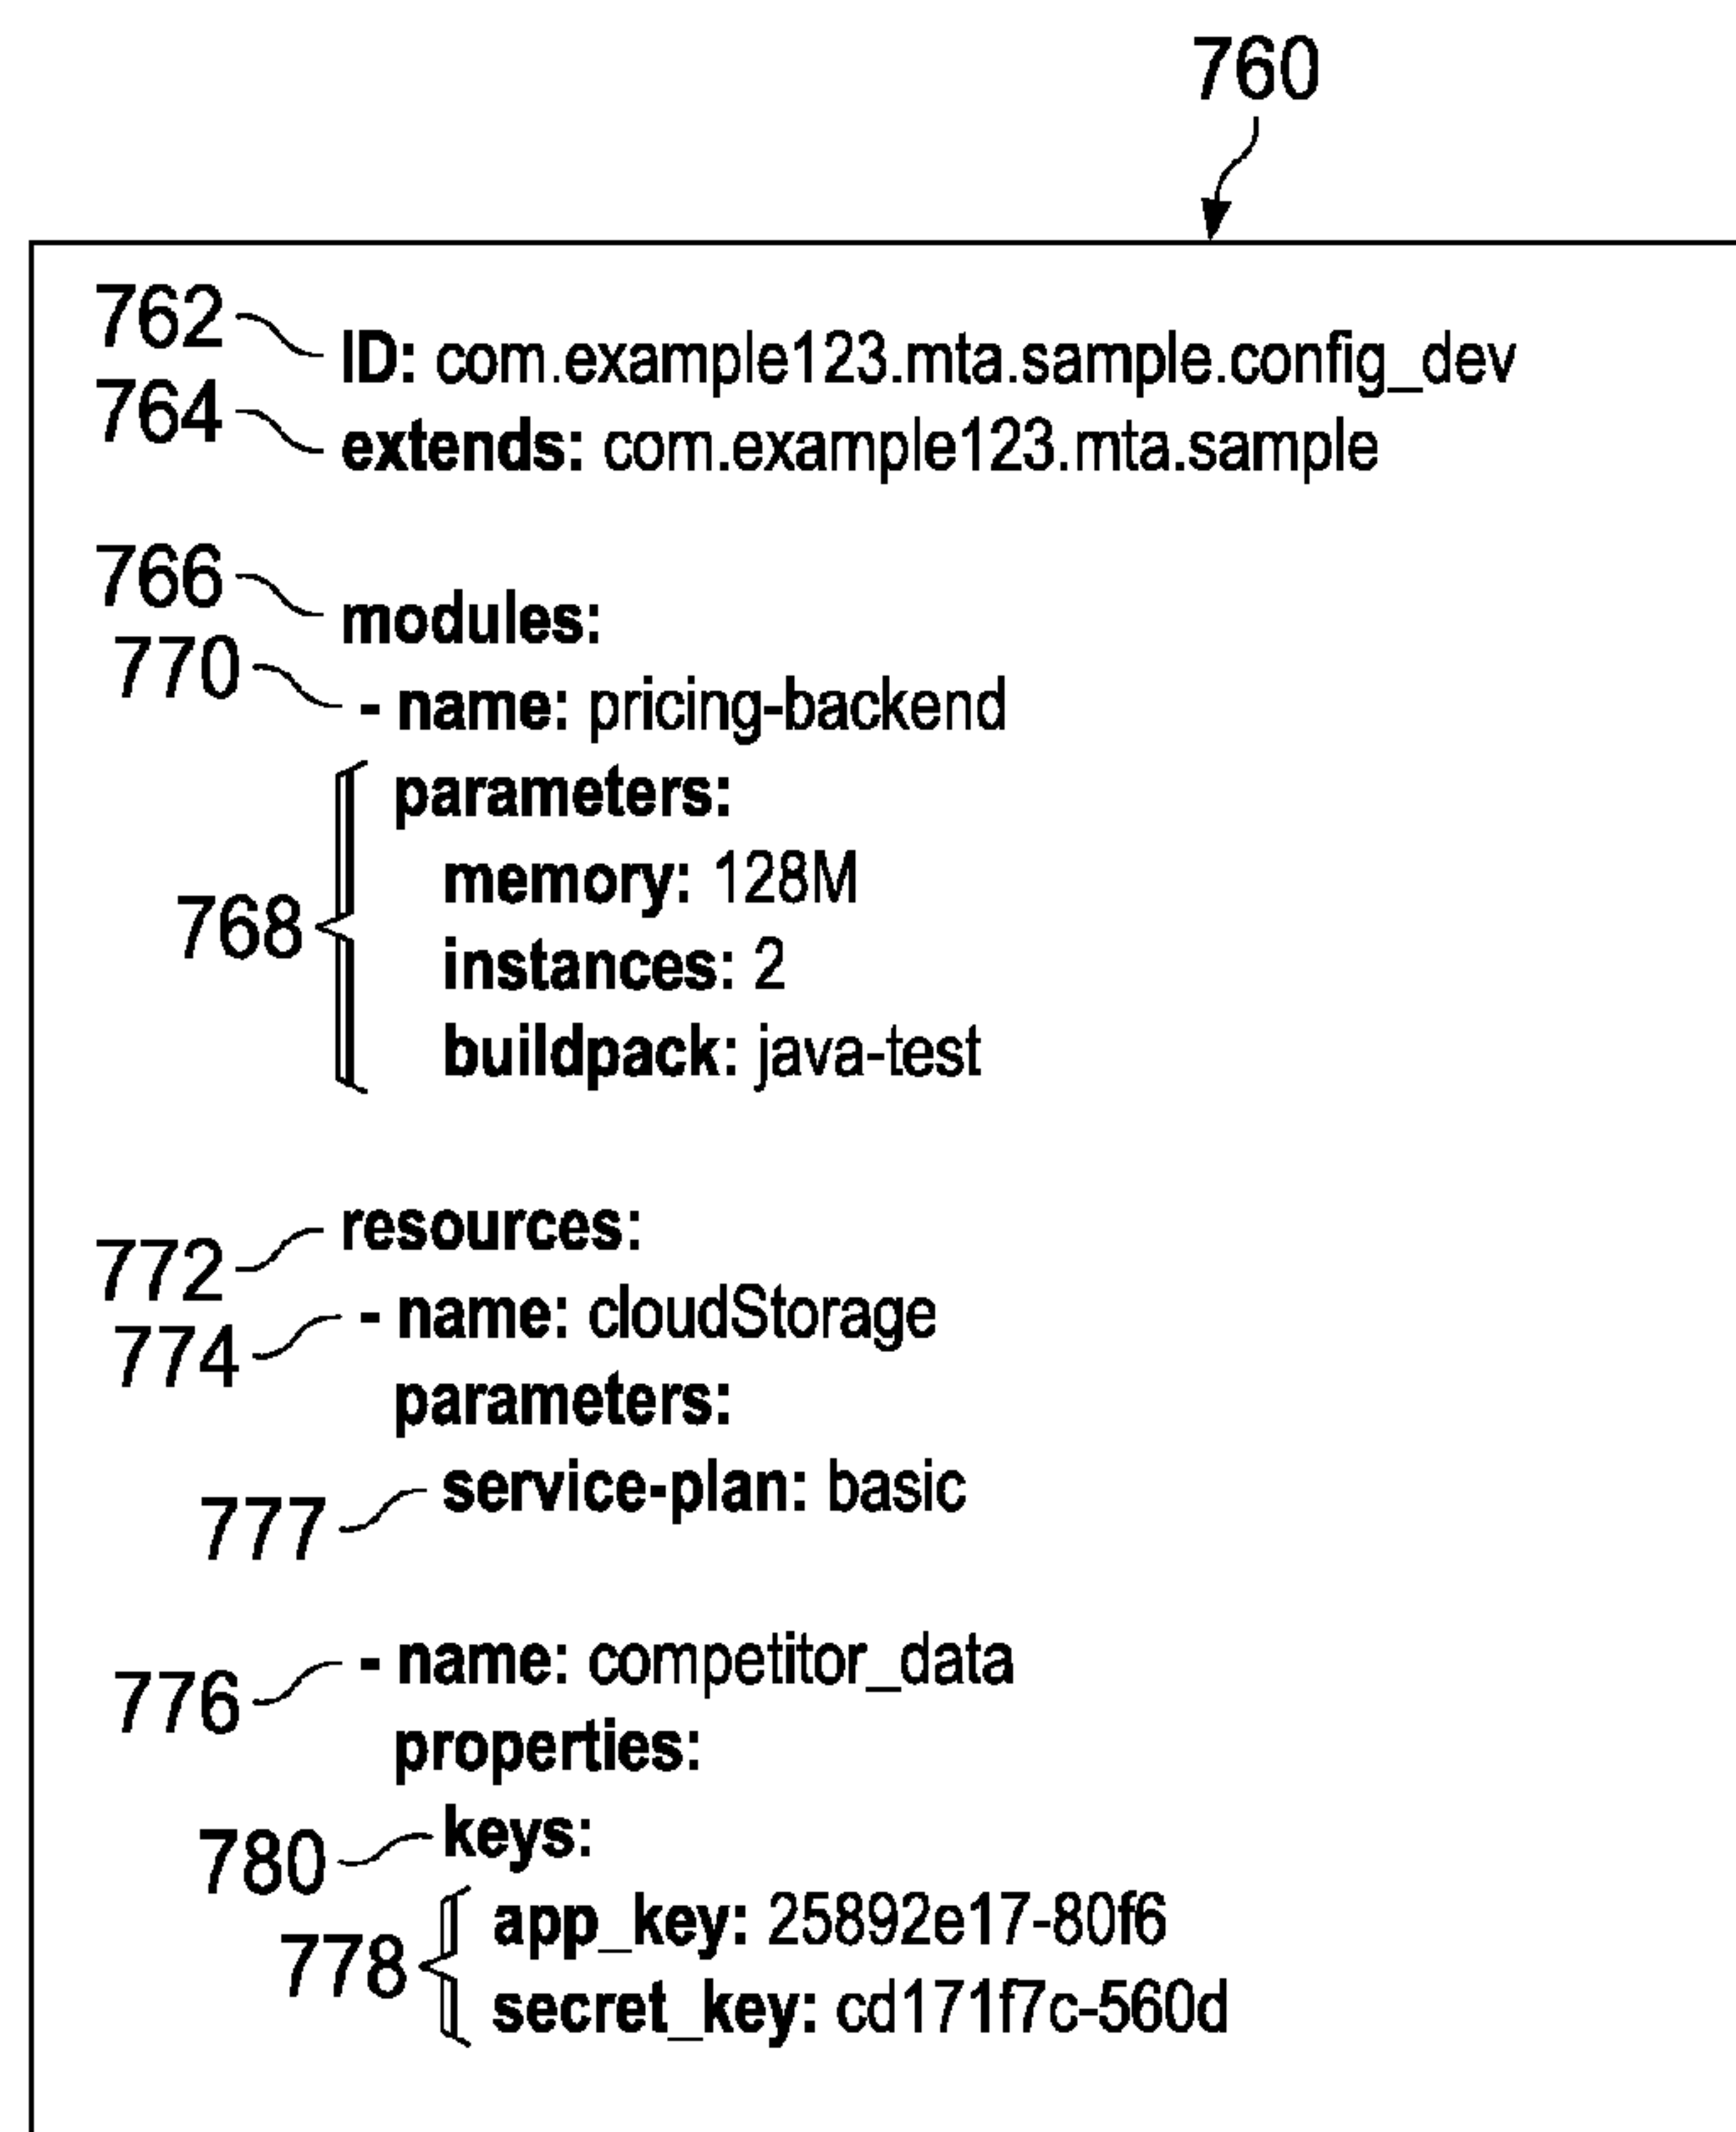 760
762 ID: com.example123.mta.sample.config_dev
764 extends: com.example123.mta.sample
766 modules:
770 - name: pricing-backend
parameters:
memory: 128M
768
instances: 2
buildpack: java-test
772 resources:
774 - name: cloudStorage
parameters:
777 service-plan: basic
776 - name: competitor_data
properties:
780 keys:
app_key: 25892e17-80f6
778
secret_key: cd171f7c-560d